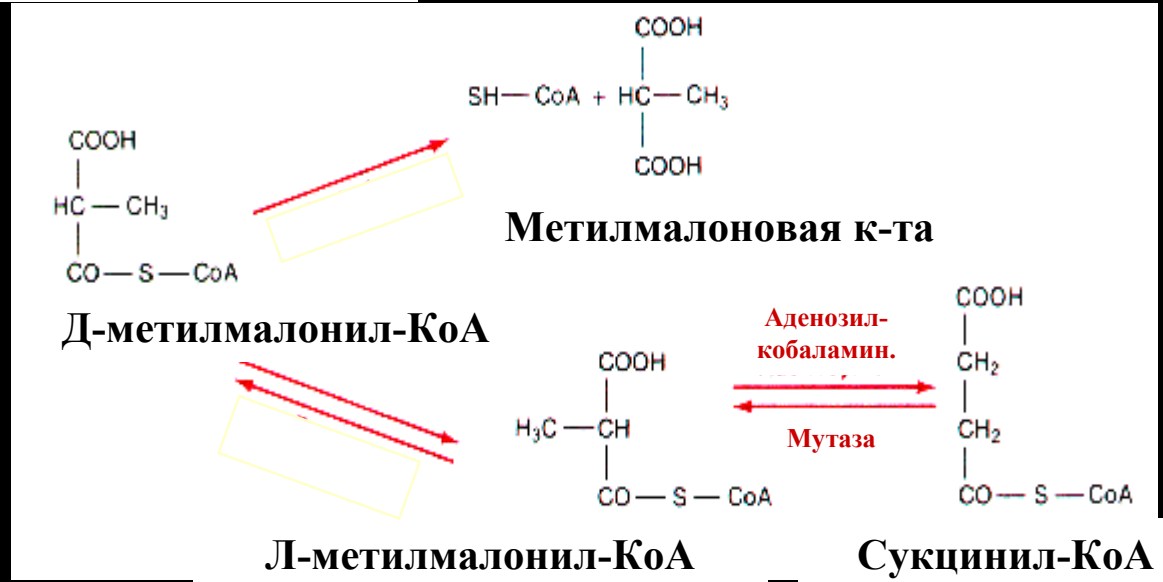 COOH
SH — CoA + HC — CH₃
COOH
Метилмалоновая к-та
COOH
HC — CH₃
CO — S — CoA
Д-метилмалонил-КоА
Аденозил-
кобаламин.
Мутаза
COOH
H₃C — CH
CO — S — CoA
Л-метилмалонил-КоА
COOH
CH₂
CH₂
CO — S — CoA
Сукцинил-КоА